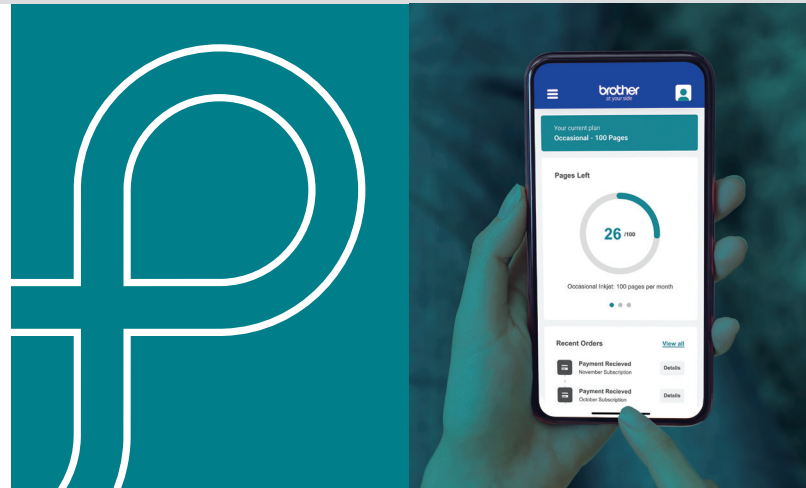 brother
at your side
Your current plan
Occasional - 100 Pages
Pages Left
26 /100
Occasional Inkjet: 100 pages per month
Recent Orders View all
Payment Recieved Details
November Subscription
Payment Recieved Details
October Subscription